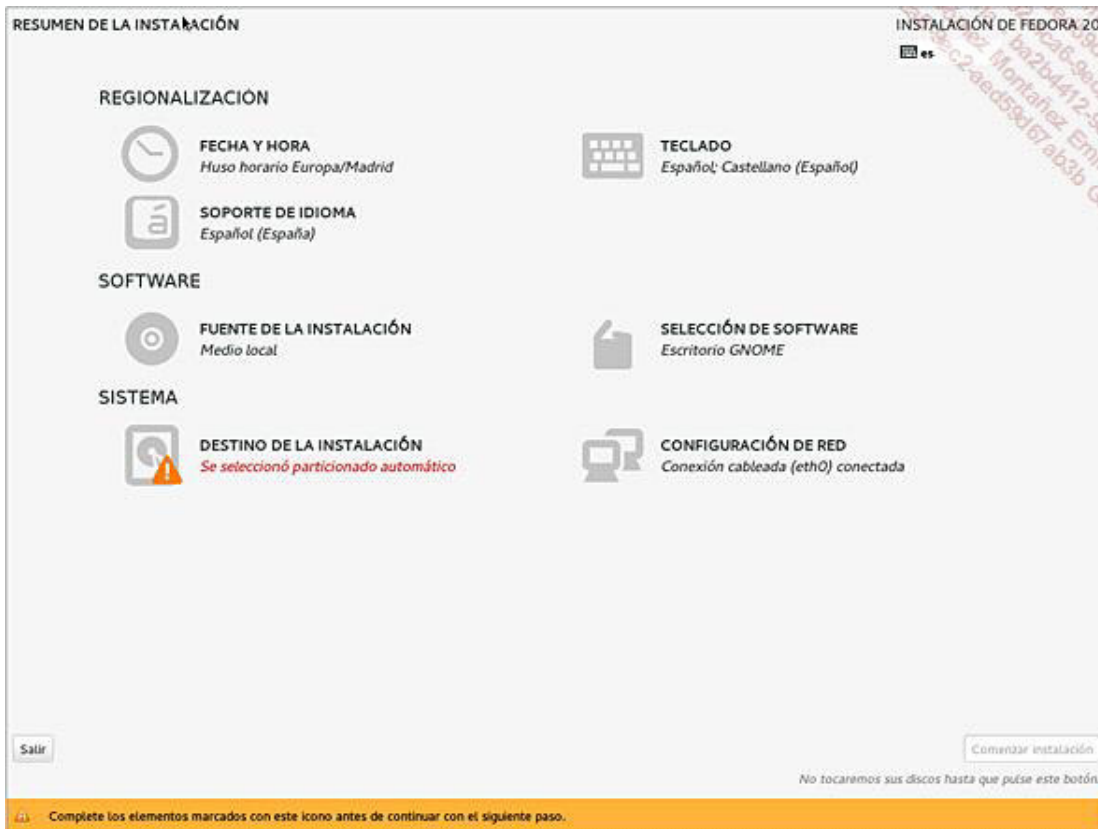 RESUMEN DE LA INSTALACIÓN
INSTALACIÓN DE FEDORA 20
es
REGIONALIZACIÓN
FECHA Y HORA
Huso horario Europa/Madrid
TECLADO
Español; Castellano (Español)
SOPORTE DE IDIOMA
Español (España)
SOFTWARE
FUENTE DE LA INSTALACIÓN
Medio local
SELECCIÓN DE SOFTWARE
Escritorio GNOME
SISTEMA
DESTINO DE LA INSTALACIÓN
Se seleccionó particionado automático
CONFIGURACIÓN DE RED
Conexión cableada (eth0) conectada
Salir
Comenzar instalación
No tocaremos sus discos hasta que pulse este botón
Complete los elementos marcados con este icono antes de continuar con el siguiente paso.